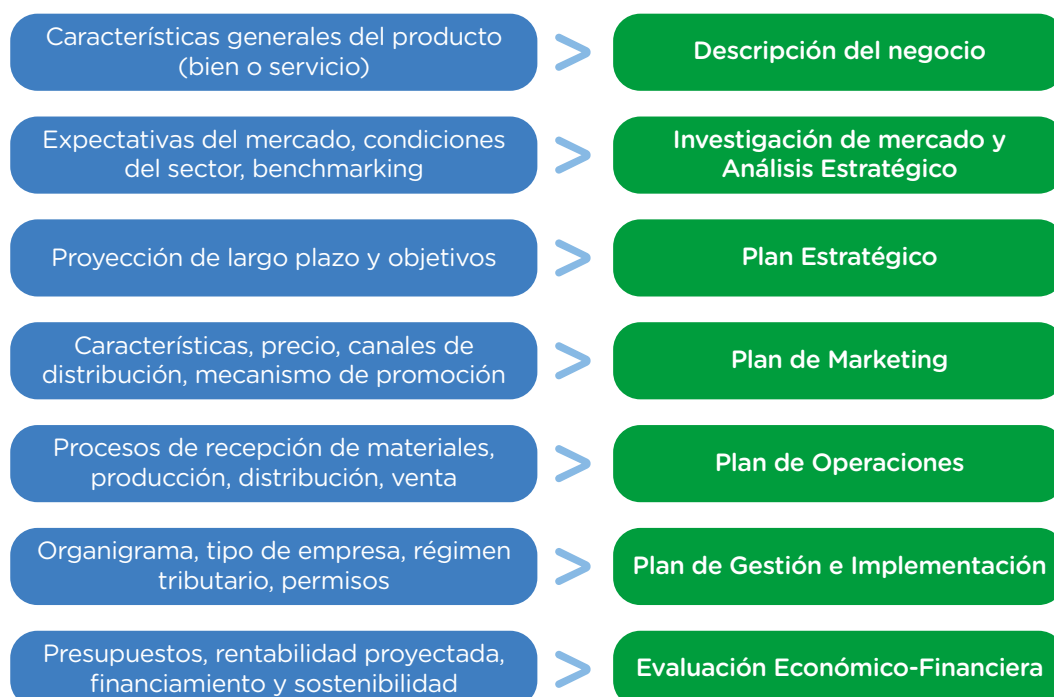 Características generales del producto
(bien o servicio)
>
Descripción del negocio
Expectativas del mercado, condiciones
del sector, benchmarking
>
Investigación de mercado y
Análisis Estratégico
Proyección de largo plazo y objetivos
>
Plan Estratégico
Características, precio, canales de
distribución, mecanismo de promoción
>
Plan de Marketing
Procesos de recepción de materiales,
producción, distribución, venta
>
Plan de Operaciones
Organigrama, tipo de empresa, régimen
tributario, permisos
>
Plan de Gestión e Implementación
Presupuestos, rentabilidad proyectada,
financiamiento y sostenibilidad
>
Evaluación Económico-Financiera